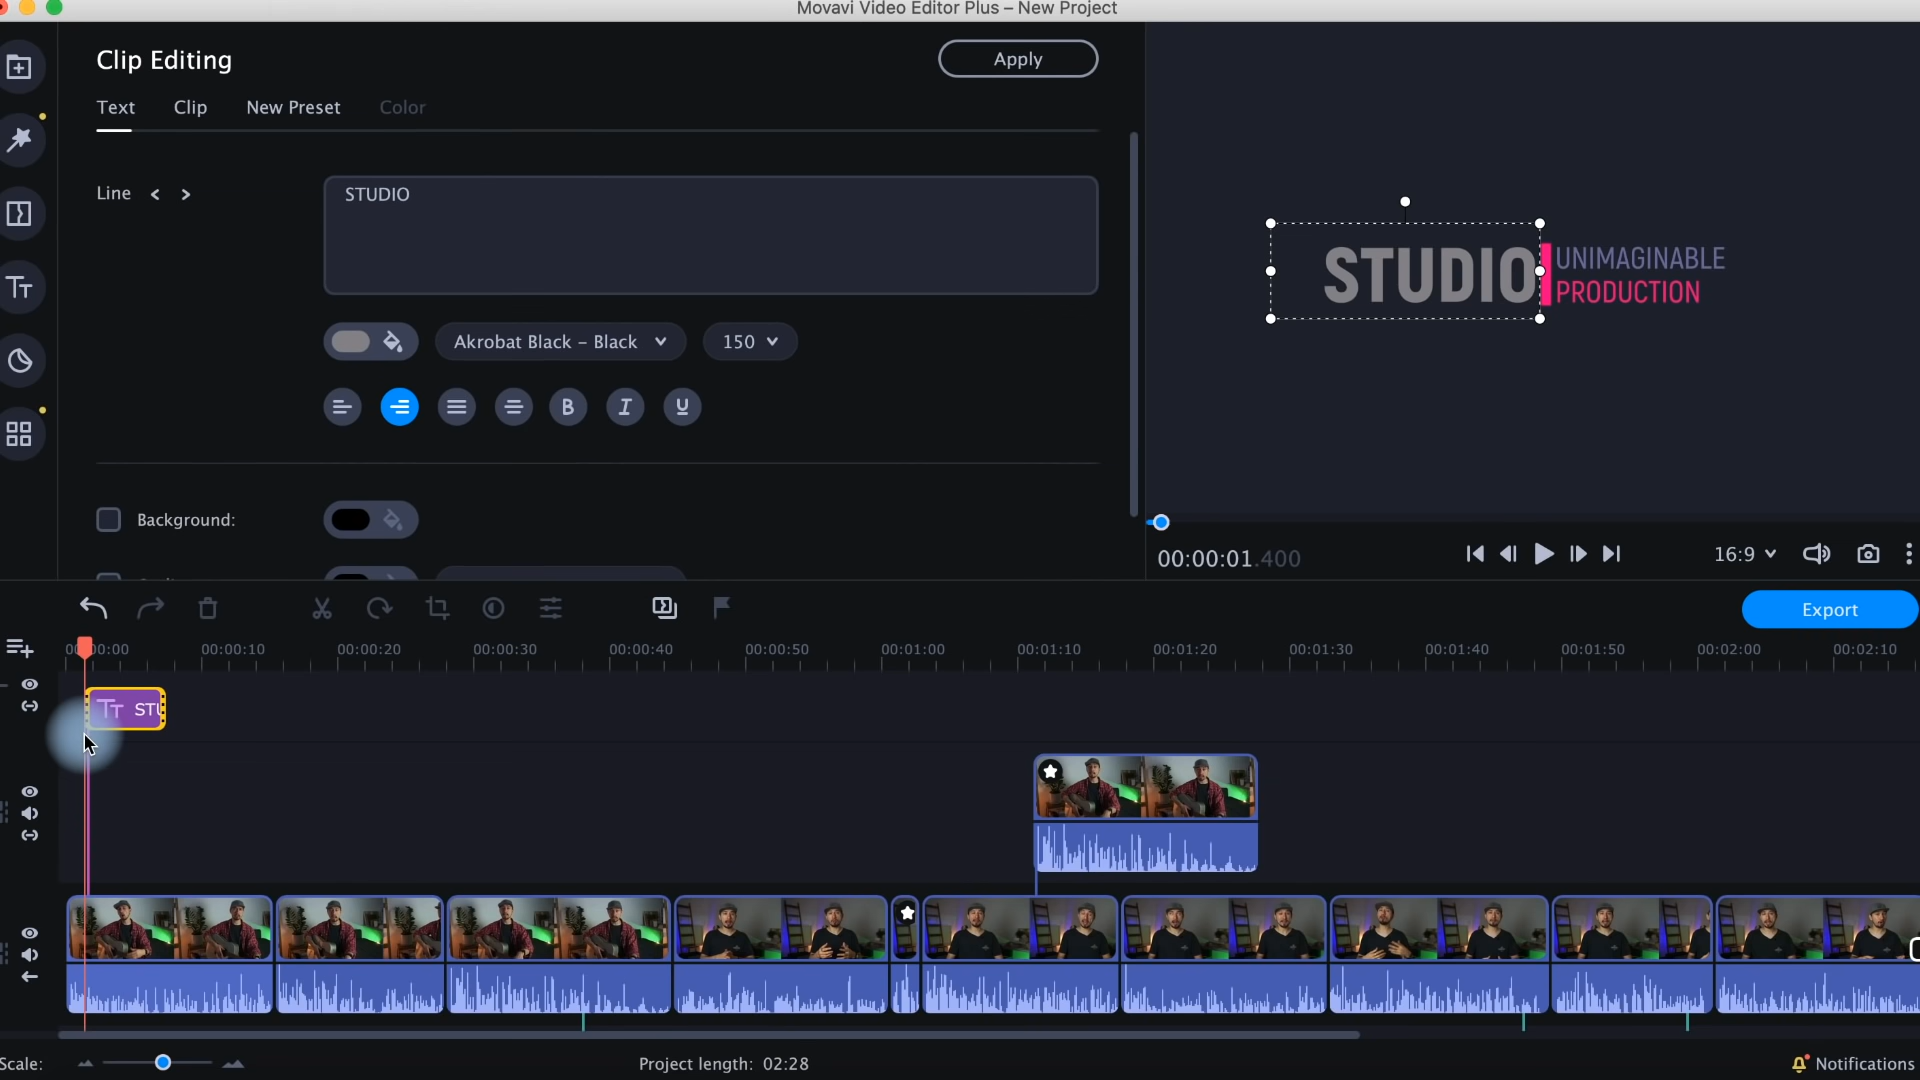 Movavi Video Editor Plus – New Project
Clip Editing
Apply
Text Clip New Preset Color
Line
STUDIO
Akrobat Black – Black
150
B I U
Background:
STUDIO
UNIMAGINABLE
PRODUCTION
00:00:01.400
16:9
Export
00:00:10 00:00:20 00:00:30 00:00:40 00:00:50 00:01:00 00:01:10 00:01:20 00:01:30 00:01:40 00:01:50 00:02:00 00:02:10
Scale:
Project length: 02:28
Notifications